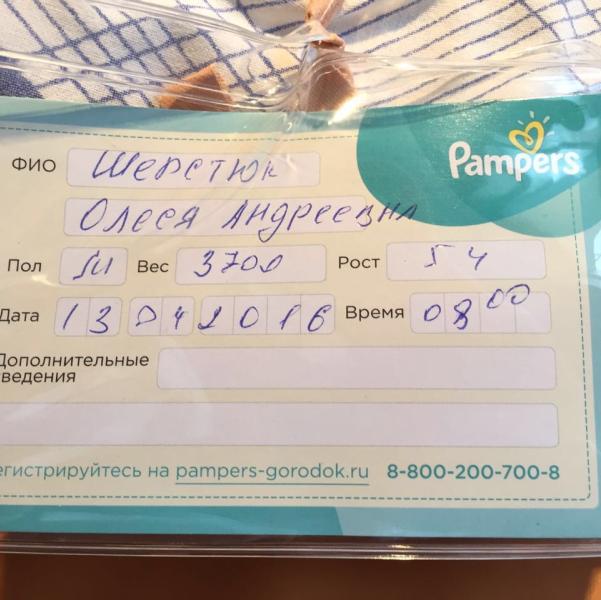 Pampers
ФИО Шерстюк
Олеся Андреевна
Пол М Вес 3700 Рост 54
Дата 13 04 2016 Время 08 00
Дополнительные
ведения
егистрируйтесь на pampers-gorodok.ru 8-800-200-700-8